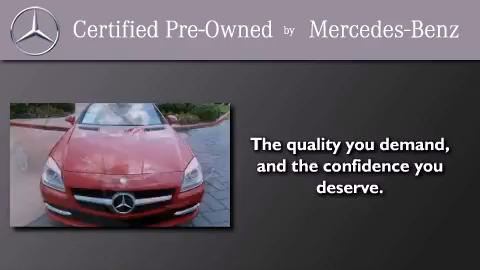 Certified Pre-Owned by Mercedes-Benz
The quality you demand,
and the confidence you
deserve.